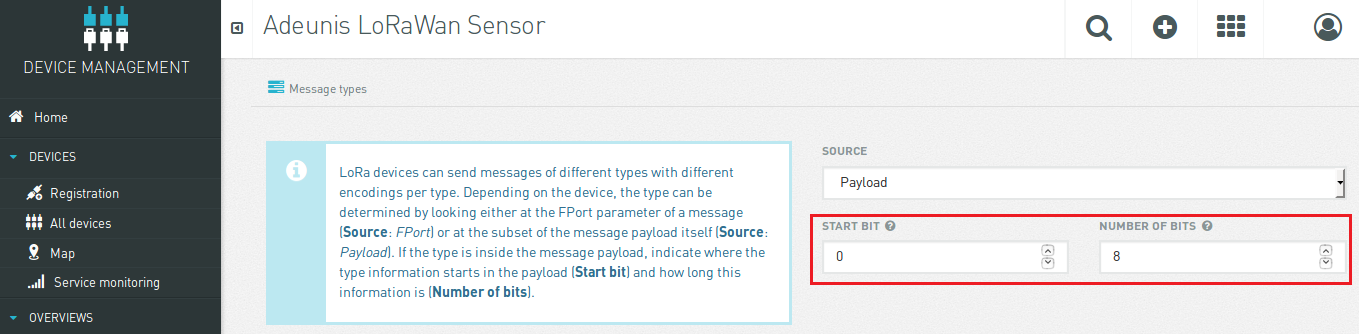 DEVICE MANAGEMENT
Home
DEVICES
Registration
All devices
Map
Service monitoring
OVERVIEWS
Adeunis LoRaWan Sensor
Message types
LoRa devices can send messages of different types with different
encodings per type. Depending on the device, the type can be
determined by looking either at the FPort parameter of a message
(Source: FPort) or at the subset of the message payload itself (Source:
Payload). If the type is inside the message payload, indicate where the
type information starts in the payload (Start bit) and how long this
information is (Number of bits).
SOURCE
Payload
START BIT ?
0
NUMBER OF BITS ?
8